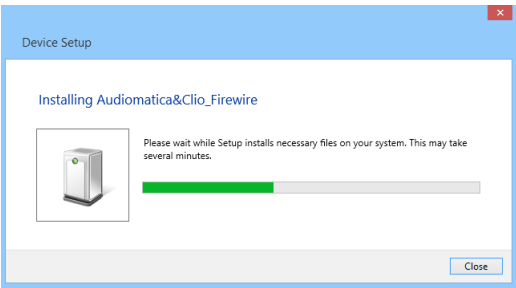 Device Setup
Installing Audiomatica&Clio_Firewire
Please wait while Setup installs necessary files on your system. This may take
several minutes.
Close